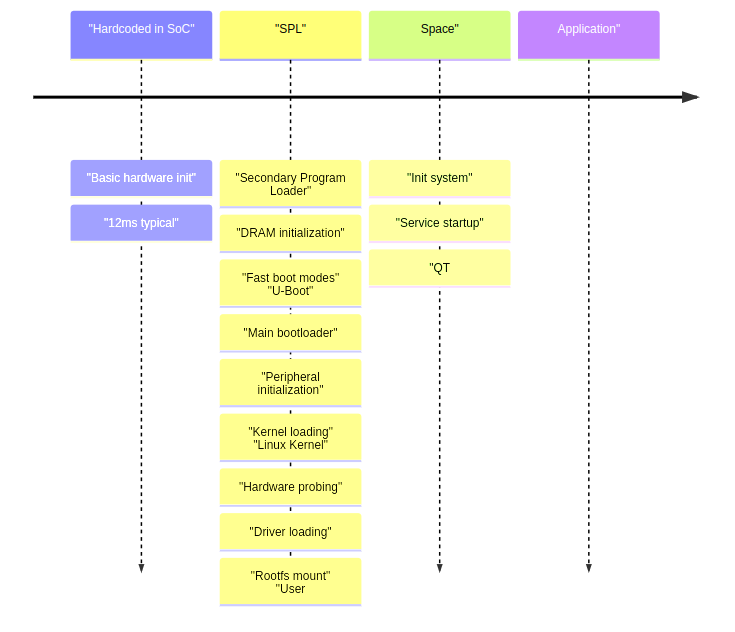 "Hardcoded in SoC"
"SPL"
Space"
Application"
"Basic hardware init"
"12ms typical"
"Secondary Program
Loader"
"DRAM initialization"
"Fast boot modes"
"U-Boot"
"Main bootloader"
"Peripheral
initialization"
"Kernel loading"
"Linux Kernel"
"Hardware probing"
"Driver loading"
"Rootfs mount"
"User
"Init system"
"Service startup"
"QT